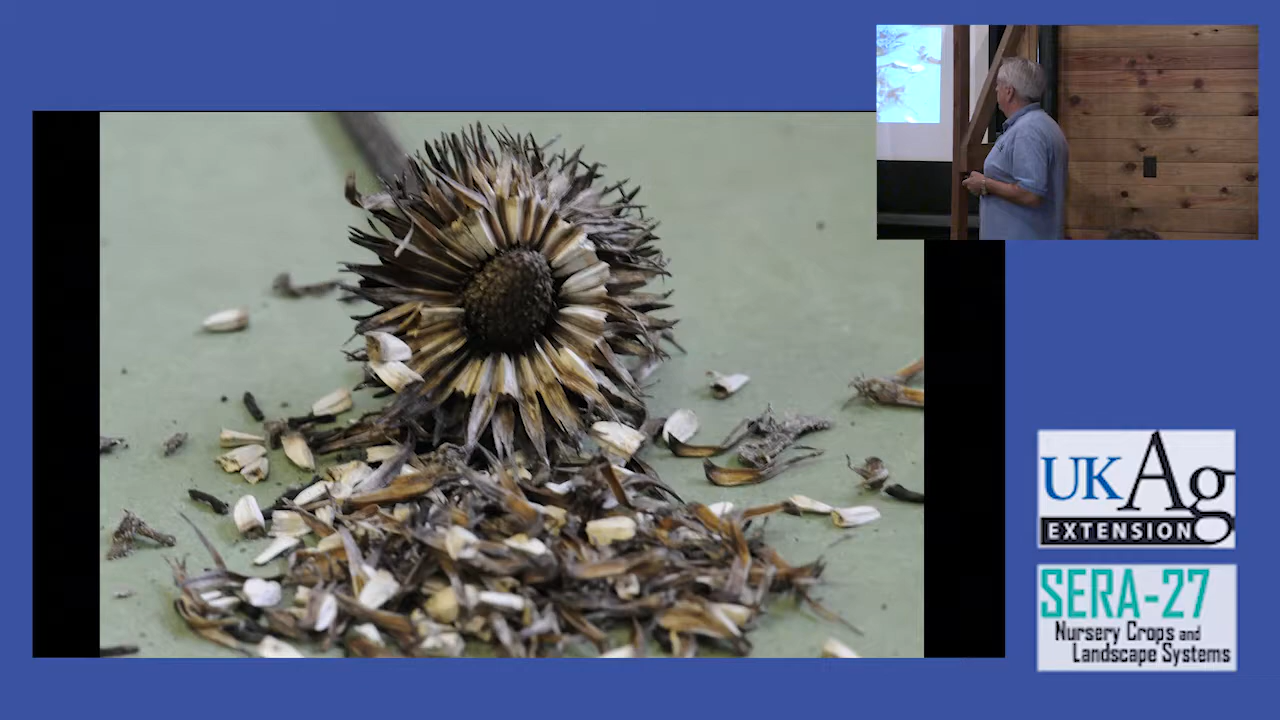 UKAg
EXTENSION
SERA-27
Nursery Crops and
Landscape Systems